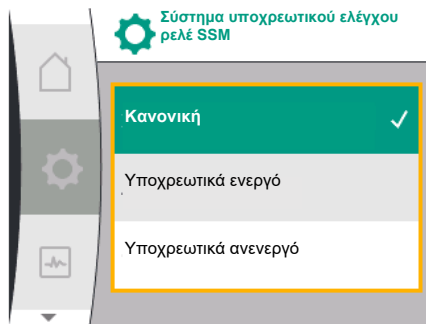 Σύστημα υποχρεωτικού ελέγχου
ρελέ SSM
Κανονική
Υποχρεωτικά ενεργό
Υποχρεωτικά ανενεργό